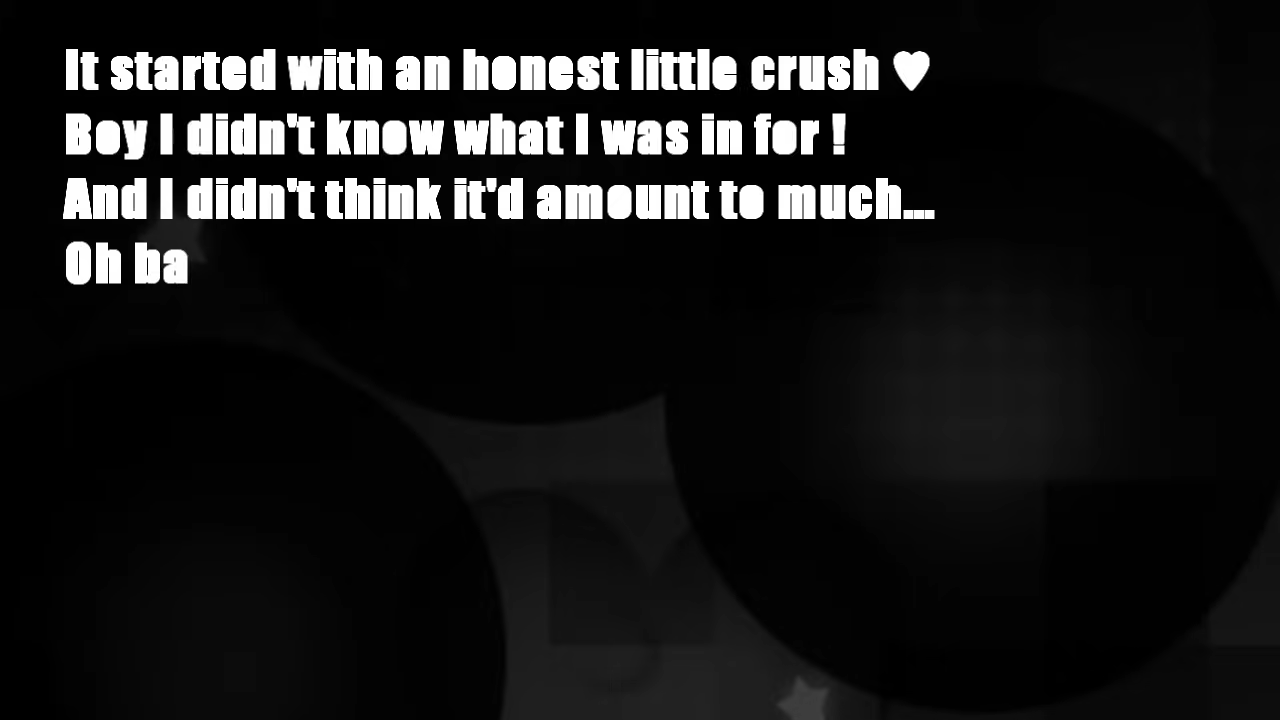 It started with an honest little crush ♥
Boy I didn't know what I was in for !
And I didn't think it'd amount to much...
Oh ba